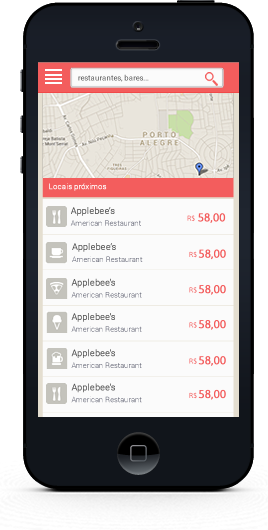 restaurantes, bares...
PORTO
ALEGRE
Locais próximos
Applebee's
American Restaurant
R$ 58,00
Applebee's
American Restaurant
R$ 58,00
Applebee's
American Restaurant
R$ 58,00
Applebee's
American Restaurant
R$ 58,00
Applebee's
American Restaurant
R$ 58,00
Applebee's
American Restaurant
R$ 58,00